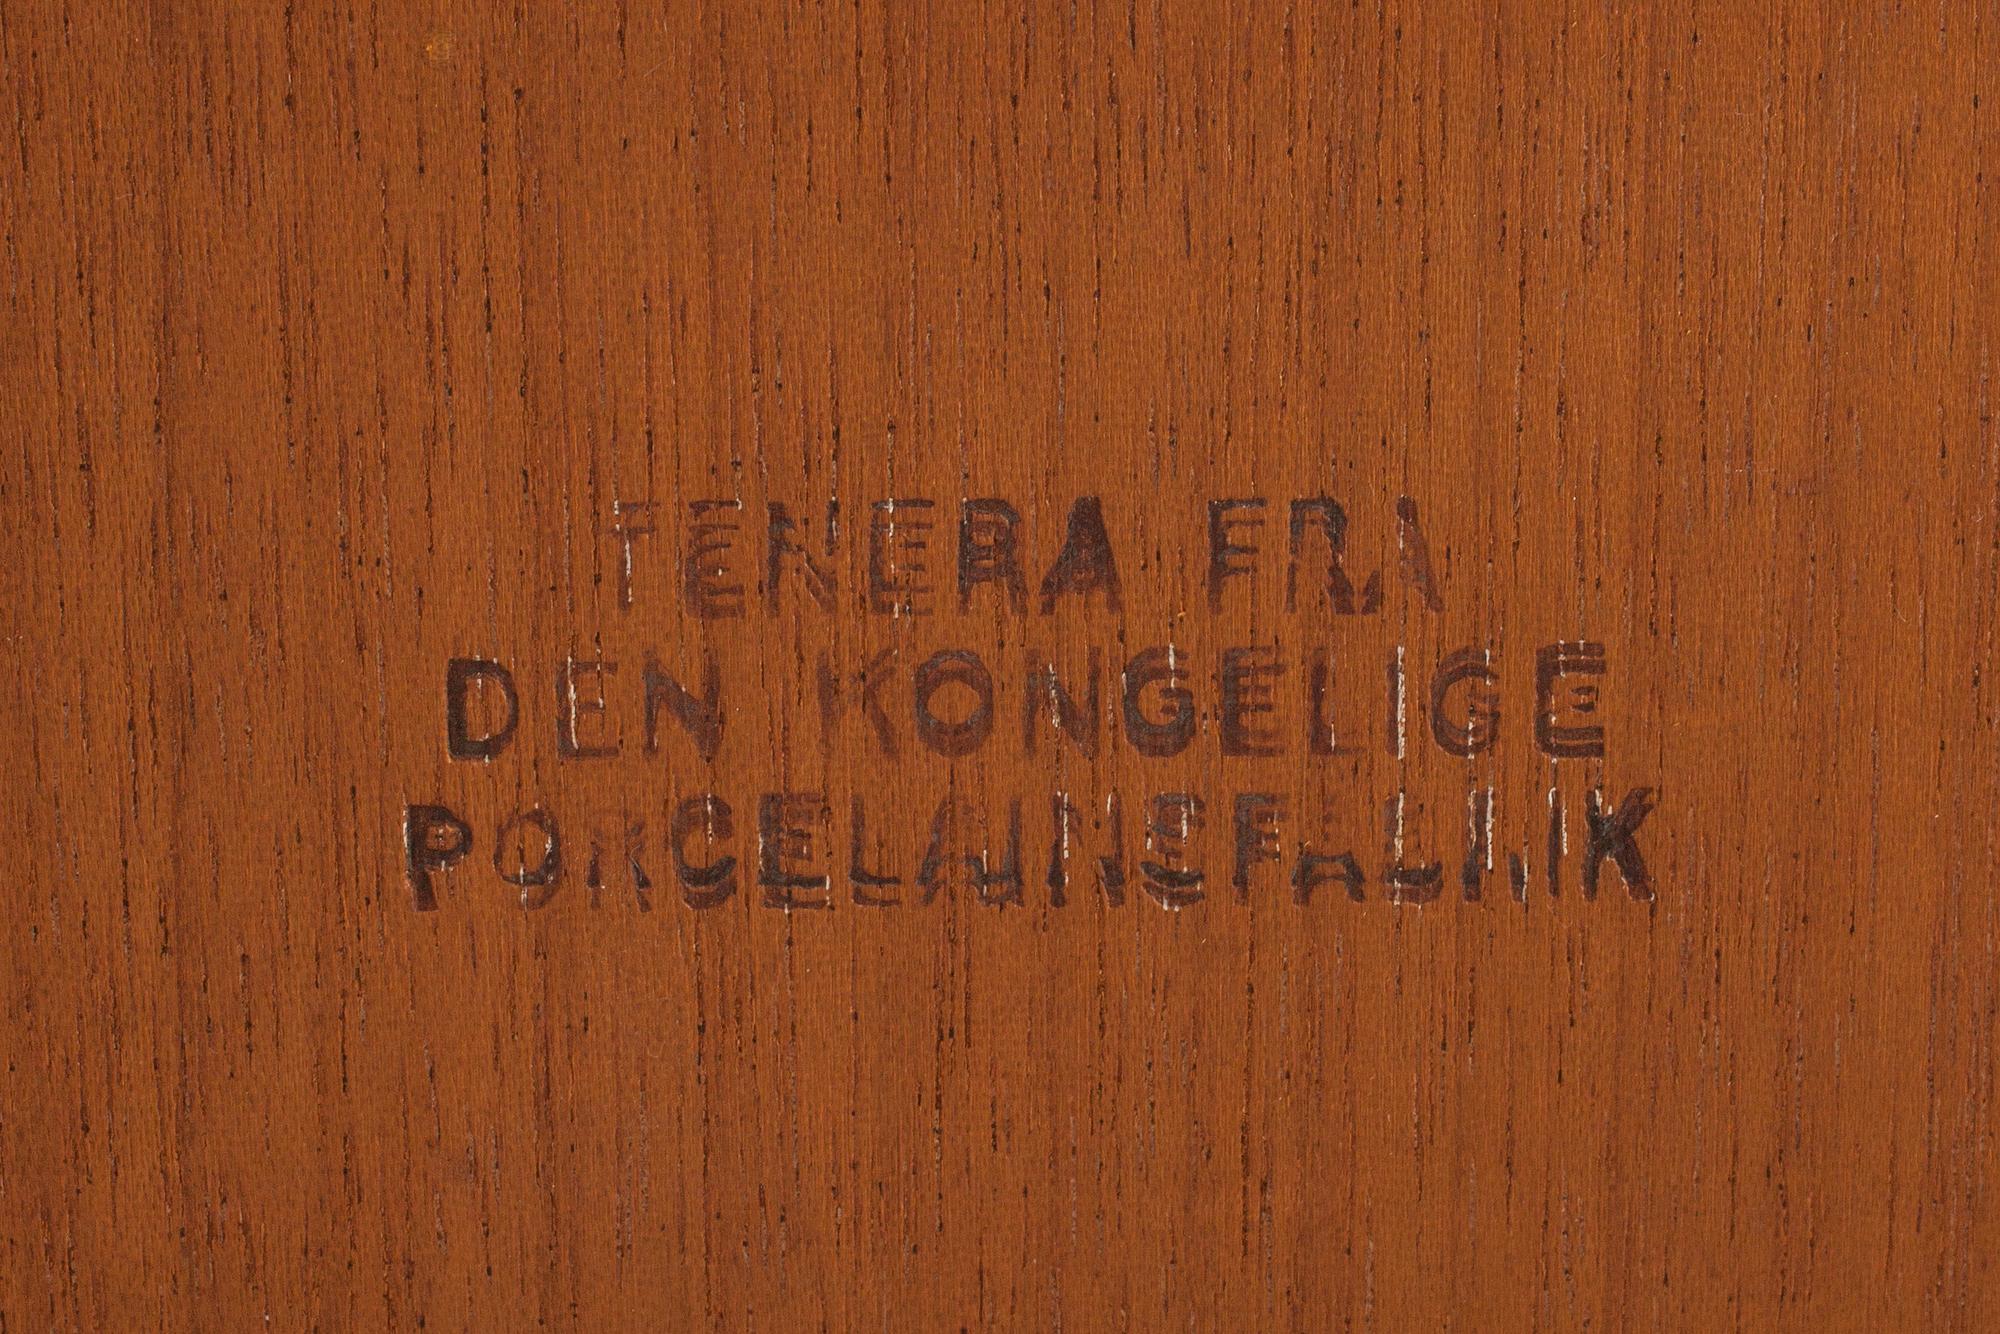 TENERA FRA
DEN KONGELIGE
PORCELAINSFABRIK